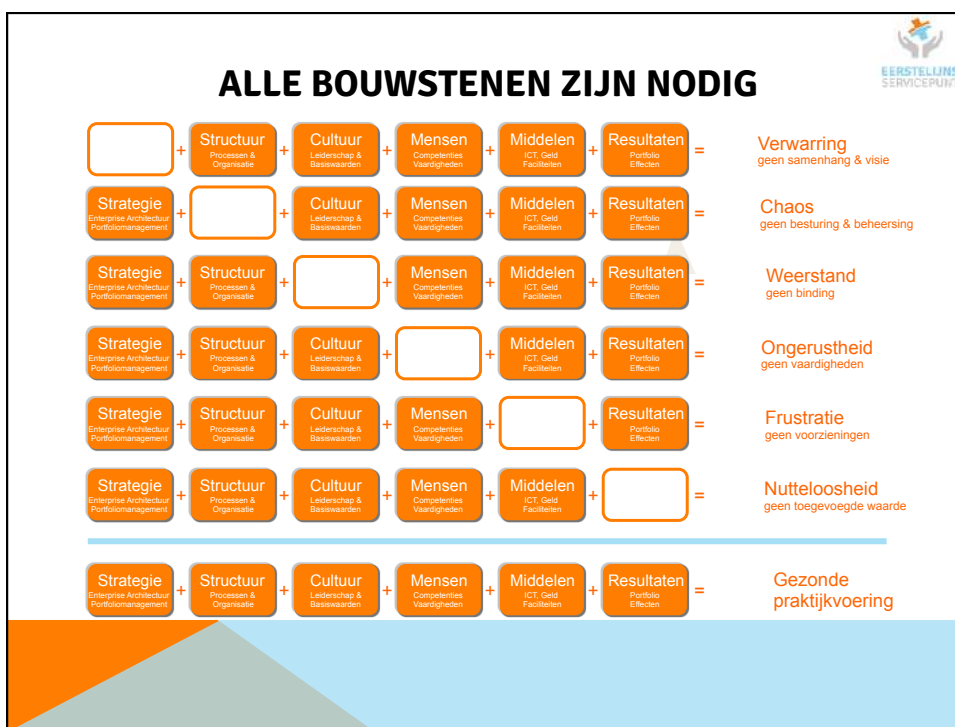 EERSTELIJNS
SERVICEPUNT
ALLE BOUWSTENEN ZIJN NODIG
+ Structuur + Cultuur + Mensen + Middelen + Resultaten = Verwarring
Processen & Leiderschap & Competenties ICT, Geld Portfolio geen samenhang & visie
Organisatie Basiswaarden Vaardigheden Faciliteiten Effecten
Strategie + + Cultuur + Mensen + Middelen + Resultaten = Chaos
Enterprise Architectuur Leiderschap & Competenties ICT, Geld Portfolio geen besturing & beheersing
Portfoliomanagement Basiswaarden Vaardigheden Faciliteiten Effecten
Strategie + Structuur + + Mensen + Middelen + Resultaten = Weerstand
Enterprise Architectuur Processen & Competenties ICT, Geld Portfolio geen binding
Portfoliomanagement Organisatie Vaardigheden Faciliteiten Effecten
Strategie + Structuur + Cultuur + + Middelen + Resultaten = Ongerustheid
Enterprise Architectuur Processen & Leiderschap & ICT, Geld Portfolio geen vaardigheden
Portfoliomanagement Organisatie Basiswaarden Faciliteiten Effecten
Strategie + Structuur + Cultuur + Mensen + + Resultaten = Frustratie
Enterprise Architectuur Processen & Leiderschap & Competenties Portfolio geen voorzieningen
Portfoliomanagement Organisatie Basiswaarden Vaardigheden Effecten
Strategie + Structuur + Cultuur + Mensen + Middelen + = Nutteloosheid
Enterprise Architectuur Processen & Leiderschap & Competenties ICT, Geld geen toegevoegde waarde
Portfoliomanagement Organisatie Basiswaarden Vaardigheden Faciliteiten
Strategie + Structuur + Cultuur + Mensen + Middelen + Resultaten = Gezonde
Enterprise Architectuur Processen & Leiderschap & Competenties ICT, Geld Portfolio praktijkvoering
Portfoliomanagement Organisatie Basiswaarden Vaardigheden Faciliteiten Effecten